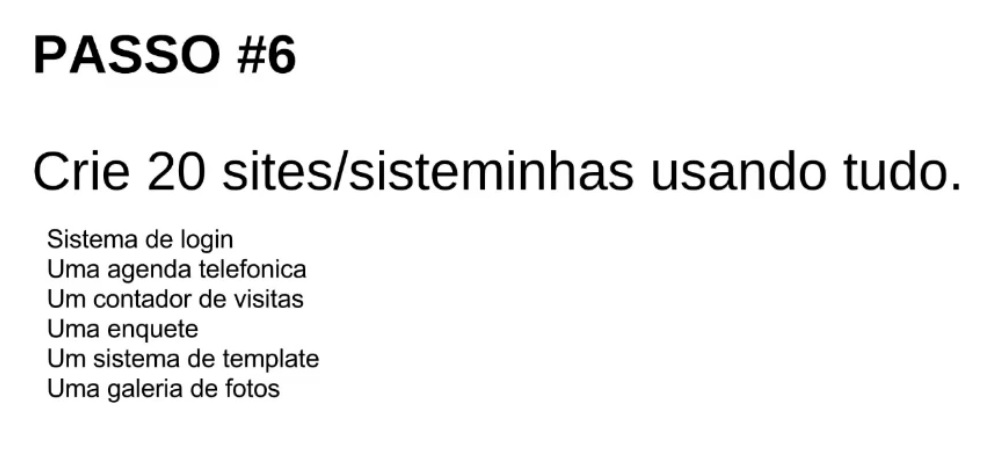 PASSO #6
Crie 20 sites/sisteminhas usando tudo.
Sistema de login
Uma agenda telefonica
Um contador de visitas
Uma enquete
Um sistema de template
Uma galeria de fotos